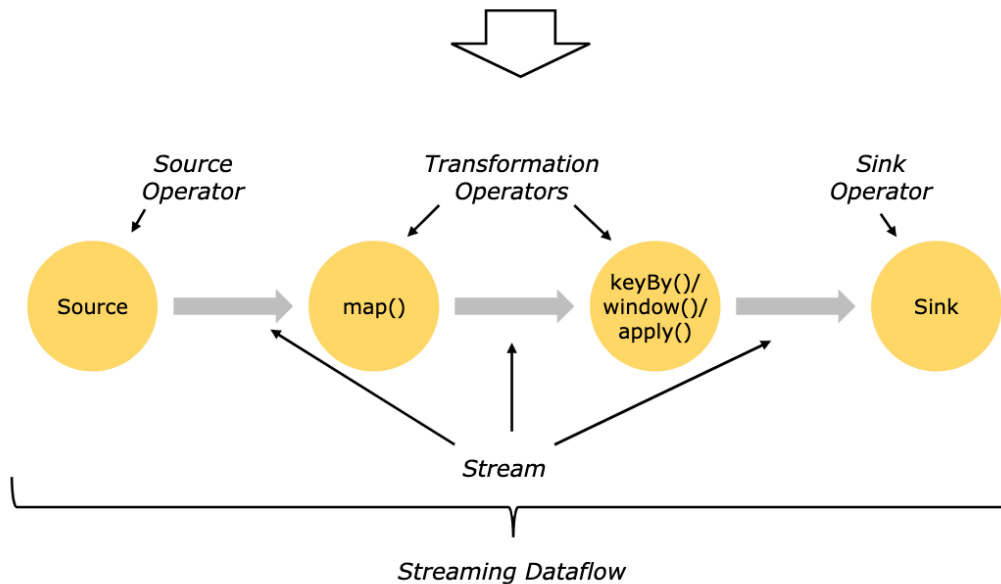 Source
Operator
Transformation
Operators
Sink
Operator
Source
map()
keyBy()/
window()/
apply()
Sink
Stream
Streaming Dataflow